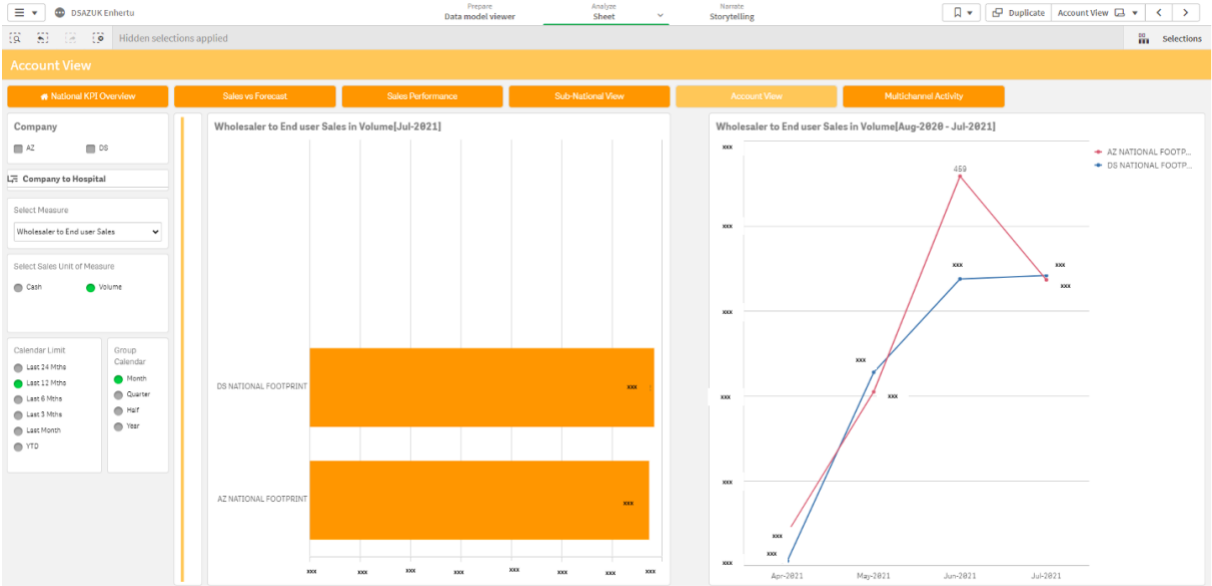 DSAZUK Enhertu
Prepare
Data model viewer
Analyze
Sheet
Narrate
Storytelling
Duplicate
Account View
Hidden selections applied
Selections
Account View
National KPI Overview
Sales vs Forecast
Sales Performance
Sub-National View
Account View
Multichannel Activity
Company
AZ
DS
Company to Hospital
Select Measure
Wholesaler to End user Sales
Select Sales Unit of Measure
Cash
Volume
Calendar Limit
Last 24 Mths
Last 12 Mths
Last 6 Mths
Last 3 Mths
Last Month
YTD
Group
Calendar
Month
Quarter
Half
Year
Wholesaler to End user Sales in Volume[Jul-2021]
DS NATIONAL FOOTPRINT
xxx
AZ NATIONAL FOOTPRINT
xxx
xxx xxx xxx xxx xxx xxx xxx
Wholesaler to End user Sales in Volume[Aug-2020 - Jul-2021]
xxx
xxx
xxx
xxx
xxx
xxx
459
xxx
xxx
xxx
xxx
xxx
xxx
xxx
Apr-2021 May-2021 Jun-2021 Jul-2021
AZ NATIONAL FOOTP...
DS NATIONAL FOOTP...